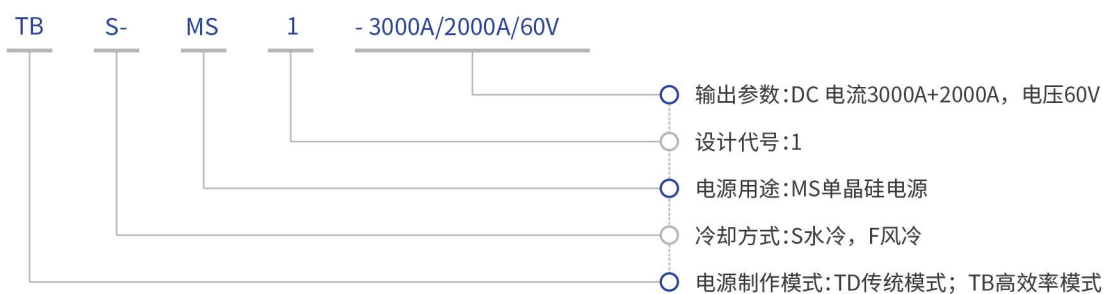 TB S- MS 1 - 3000A/2000A/60V
输出参数：DC 电流3000A+2000A，电压60V
设计代号：1
电源用途：MS单晶硅电源
冷却方式：S水冷，F风冷
电源制作模式：TD传统模式；TB高效率模式